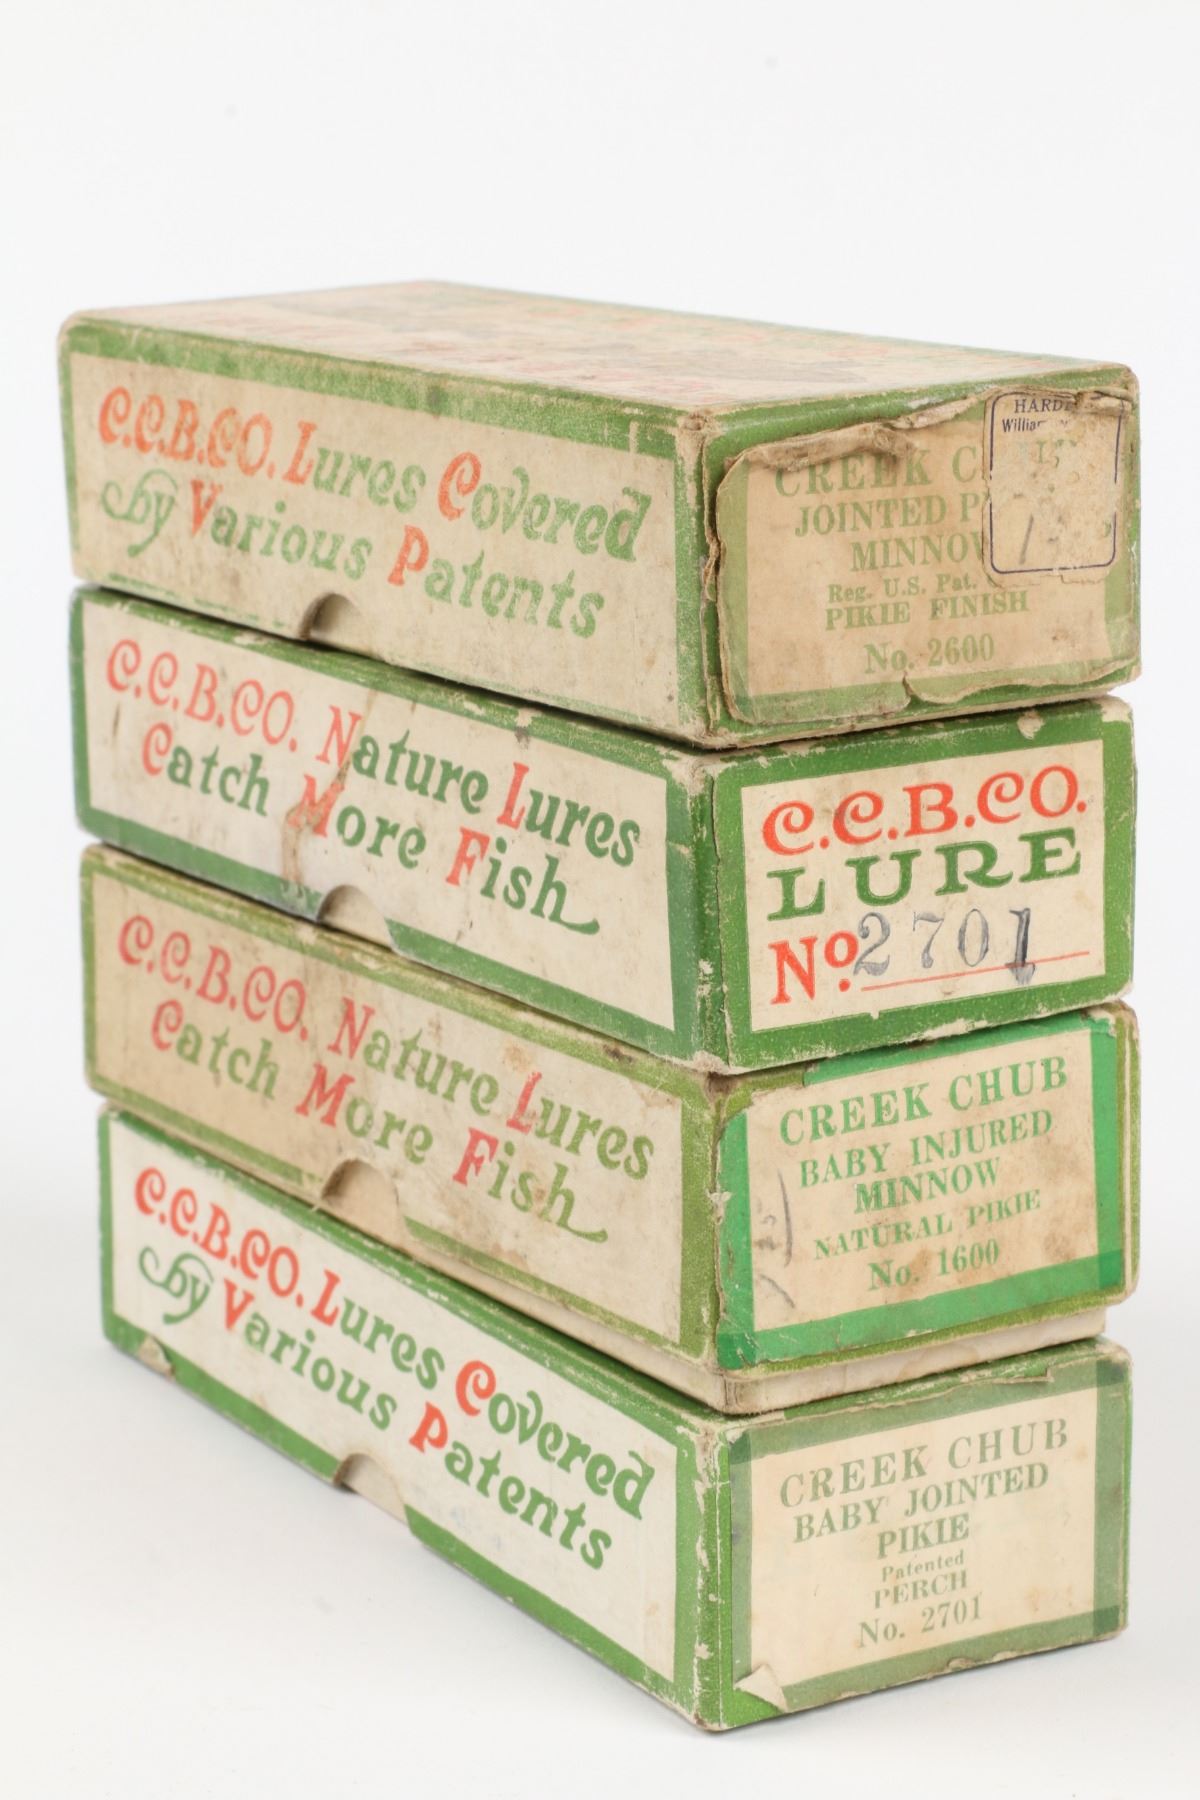 C.C.B.CO. Lures Covered
by Various Patents
CREEK
JOINTED
MINNOW
Reg. U.S. Pat.
PIKIE FINISH
No. 2600
C.C.B.CO. Nature Lures
Catch More Fish
C.C.B.CO.
LURE
No. 2701
C.C.B.CO. Nature Lures
Catch More Fish
CREEK CHUB
BABY INJURED
MINNOW
NATURAL PIKIE
No. 1600
C.C.B.CO. Lures Covered
by Various Patents
CREEK CHUB
BABY JOINTED
PIKIE
Patented
PERCH
No. 2701